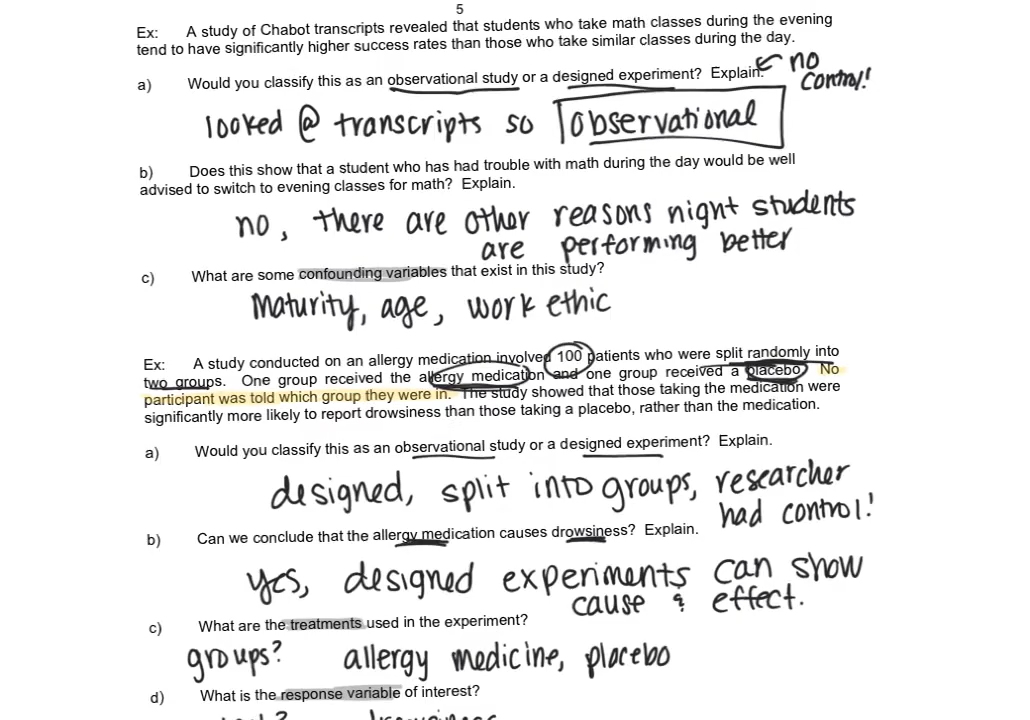 5
Ex: A study of Chabot transcripts revealed that students who take math classes during the evening
tend to have significantly higher success rates than those who take similar classes during the day.
a) Would you classify this as an observational study or a designed experiment? Explain. no
control!
looked @ transcripts so observational
b) Does this show that a student who has had trouble with math during the day would be well
advised to switch to evening classes for math? Explain.
no, there are other reasons night students
are performing better
c) What are some confounding variables that exist in this study?
Maturity, age, work ethic
Ex: A study conducted on an allergy medication involved 100 patients who were split randomly into
two groups. One group received the allergy medication and one group received a placebo. No
participant was told which group they were in. The study showed that those taking the medication were
significantly more likely to report drowsiness than those taking a placebo, rather than the medication.
a) Would you classify this as an observational study or a designed experiment? Explain.
designed, split into groups, researcher
had control!
b) Can we conclude that the allergy medication causes drowsiness? Explain.
yes, designed experiments can show
cause & effect.
c) What are the treatments used in the experiment?
groups? allergy medicine, placebo
d) What is the response variable of interest?